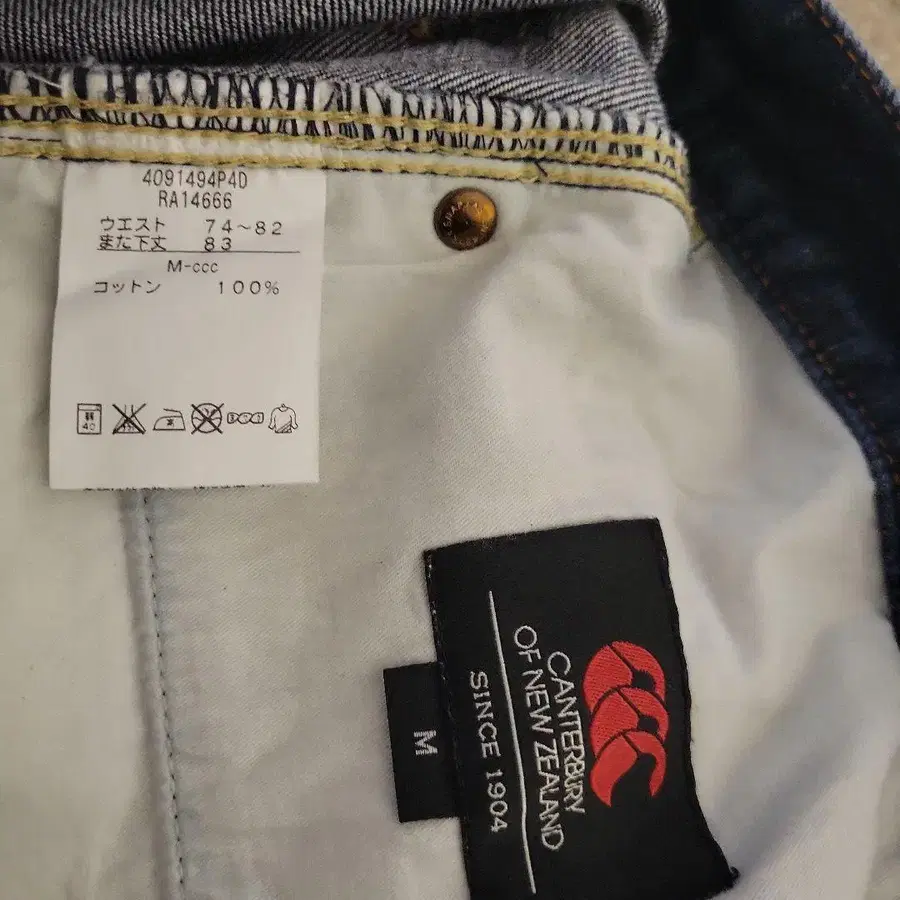 4091494P4D
RA14666
ウエスト 74~82
また下丈 83
M-ccc
コットン 100%
40
CANTERBURY
OF NEW ZEALAND
SINCE 1904
M